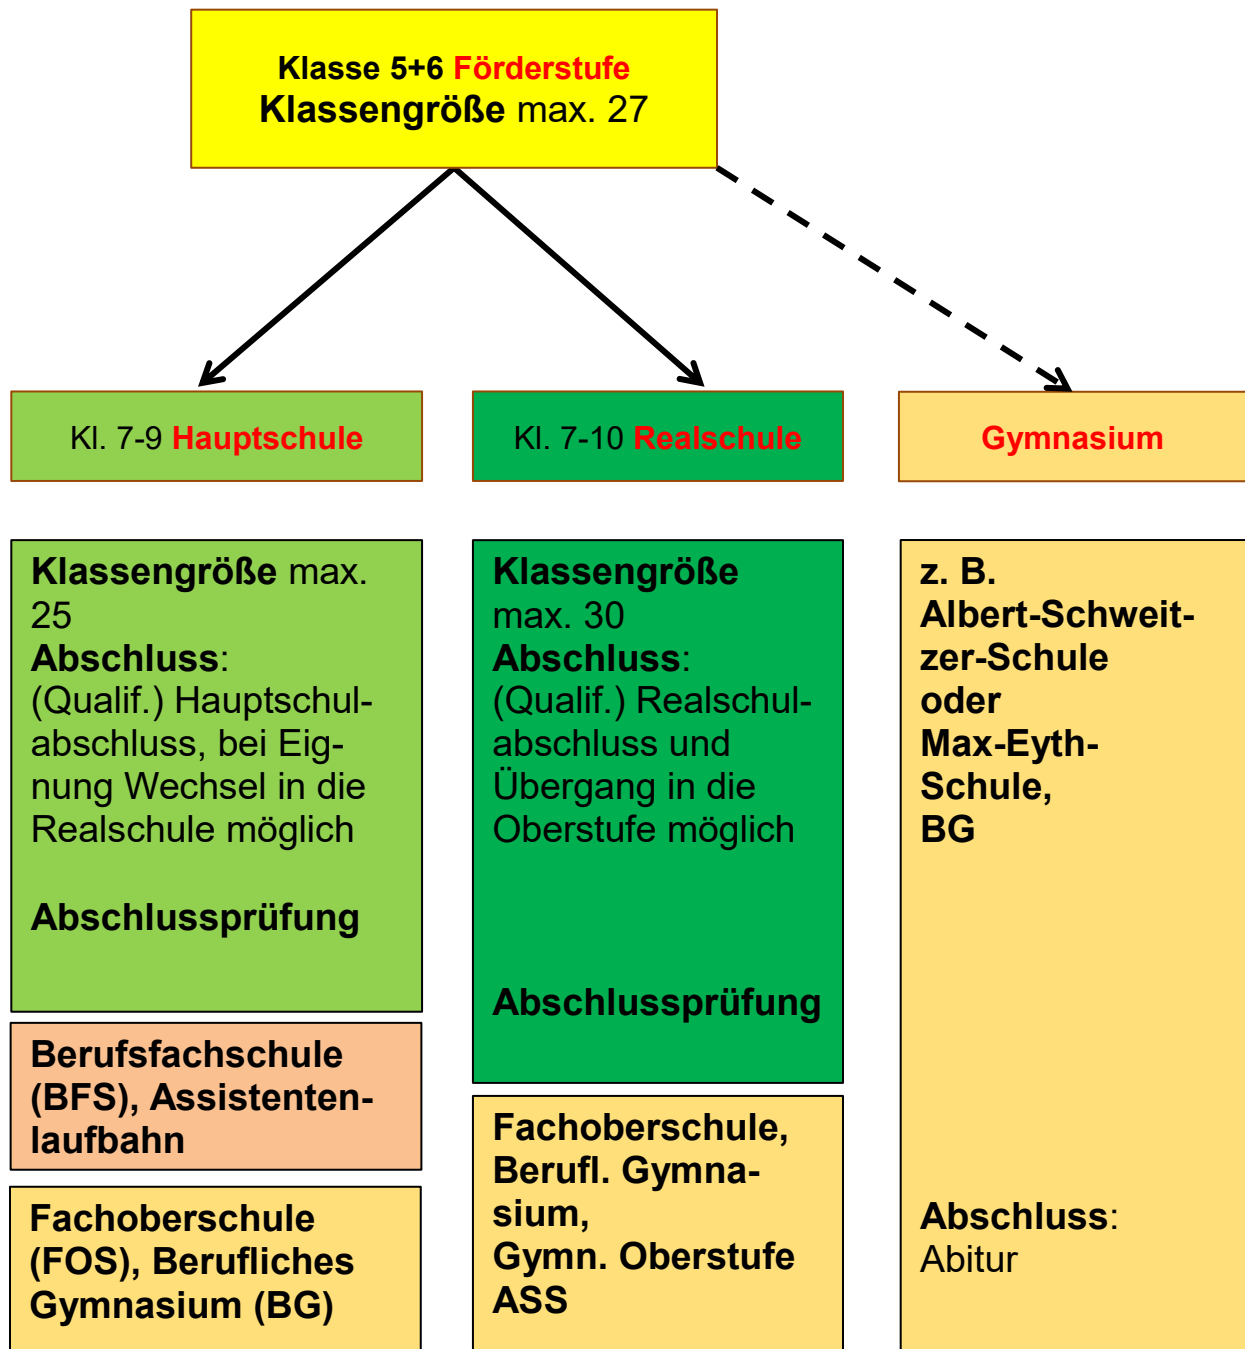 Klasse 5+6 Förderstufe
Klassengröße max. 27
Kl. 7-9 Hauptschule
Kl. 7-10 Realschule
Gymnasium
Klassengröße max.
25
Abschluss:
(Qualif.) Hauptschul-
abschluss, bei Eig-
nung Wechsel in die
Realschule möglich
Abschlussprüfung
Berufsfachschule
(BFS), Assistenten-
laufbahn
Fachoberschule
(FOS), Berufliches
Gymnasium (BG)
Klassengröße
max. 30
Abschluss:
(Qualif.) Realschul-
abschluss und
Übergang in die
Oberstufe möglich
Abschlussprüfung
Fachoberschule,
Berufl. Gymna-
sium,
Gymn. Oberstufe
ASS
z. B.
Albert-Schweit-
zer-Schule
oder
Max-Eyth-
Schule,
BG
Abschluss:
Abitur